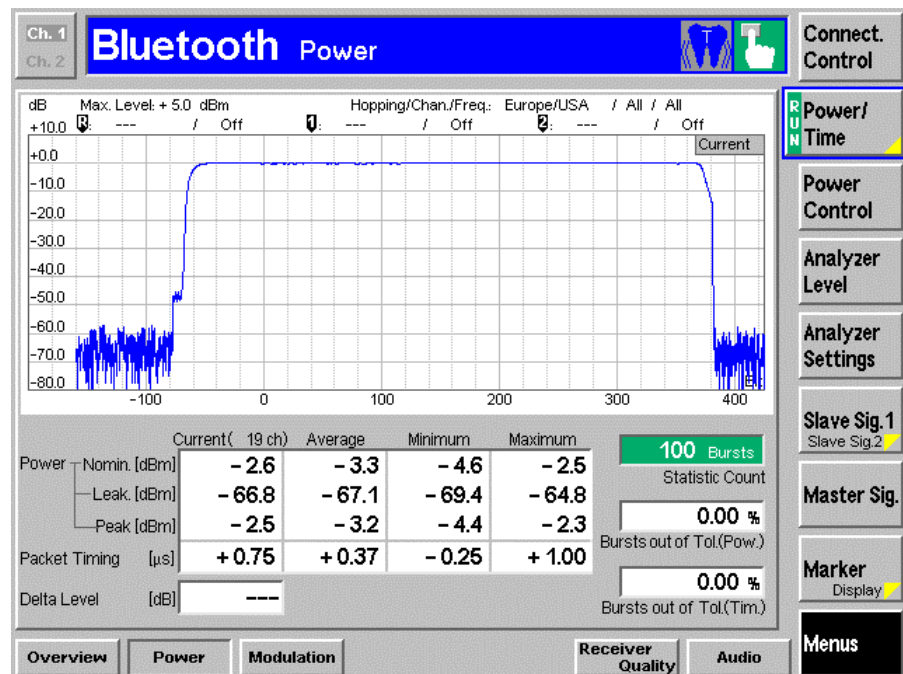 Ch. 1
Ch. 2
Bluetooth Power
T
Connect. Control
dB Max. Level: + 5.0 dBm Hopping/Chan./Freq.: Europe/USA / All / All
+10.0 R: --- / Off 1: --- / Off 2: --- / Off
Current
+0.0
-10.0
-20.0
-30.0
-40.0
-50.0
-60.0
-70.0
-80.0
-100 0 100 200 300 400
RUN
Power/ Time
Power Control
Analyzer Level
Analyzer Settings
Slave Sig.1
Slave Sig.2
Master Sig.
Marker
Display
Menus
Current( 19 ch) Average Minimum Maximum
Power Nomin. [dBm] - 2.6 - 3.3 - 4.6 - 2.5
Leak. [dBm] - 66.8 - 67.1 - 69.4 - 64.8
Peak [dBm] - 2.5 - 3.2 - 4.4 - 2.3
Packet Timing [µs] + 0.75 + 0.37 - 0.25 + 1.00
Delta Level [dB] ---
100 Bursts
Statistic Count
0.00 %
Bursts out of Tol.(Pow.)
0.00 %
Bursts out of Tol.(Tim.)
Overview Power Modulation Receiver Quality Audio